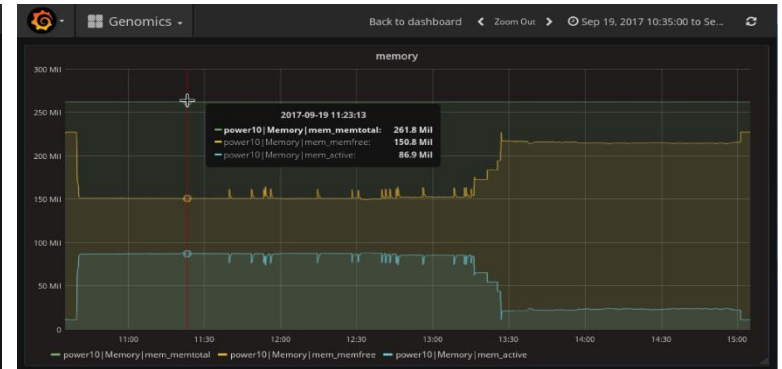 Genomics
Back to dashboard Zoom Out Sep 19, 2017 10:35:00 to Se...
memory
300 Mil
250 Mil
200 Mil
150 Mil
100 Mil
50 Mil
0
2017-09-19 11:23:13
power10|Memory|mem_memtotal: 261.8 Mil
power10|Memory|mem_memfree: 150.8 Mil
power10|Memory|mem_active: 86.9 Mil
11:00 11:30 12:00 12:30 13:00 13:30 14:00 14:30 15:00
power10|Memory|mem_memtotal power10|Memory|mem_memfree power10|Memory|mem_active